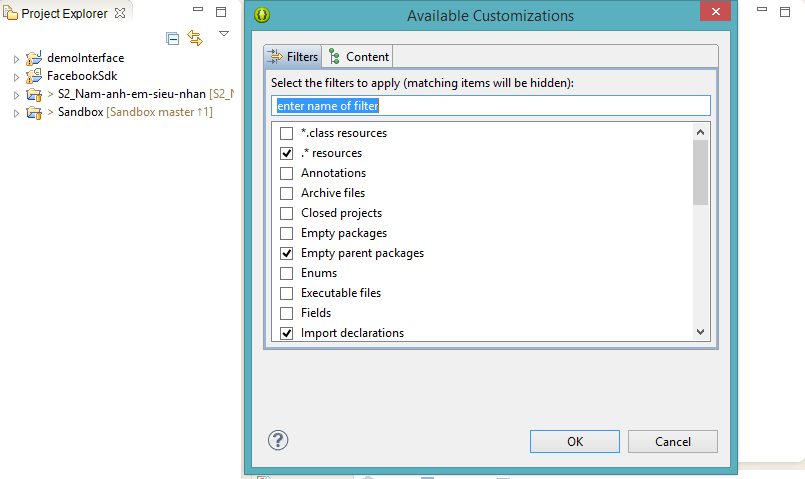 Project Explorer
demoInterface
FacebookSdk
> S2_Nam-anh-em-sieu-nhan [S2_N
> Sandbox [Sandbox master ↑1]
Available Customizations
Filters Content
Select the filters to apply (matching items will be hidden):
enter name of filter
*.class resources
.* resources
Annotations
Archive files
Closed projects
Empty packages
Empty parent packages
Enums
Executable files
Fields
Import declarations
OK Cancel